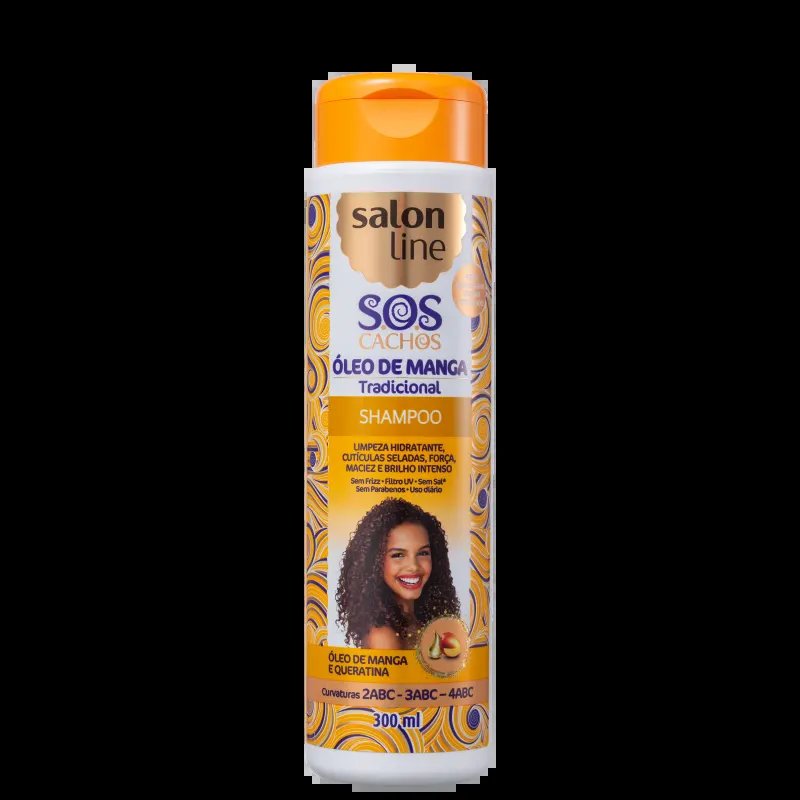 salon
line
S.O.S
CACHOS
ÓLEO DE MANGA
Tradicional
SHAMPOO
LIMPEZA HIDRATANTE,
CUTÍCULAS SELADAS, FORÇA,
MACIEZ E BRILHO INTENSO
Sem Frizz • Filtro UV • Sem Sal*
Sem Parabenos • Uso diário
ÓLEO DE MANGA
E QUERATINA
Curvaturas 2ABC - 3ABC – 4ABC
300 ml